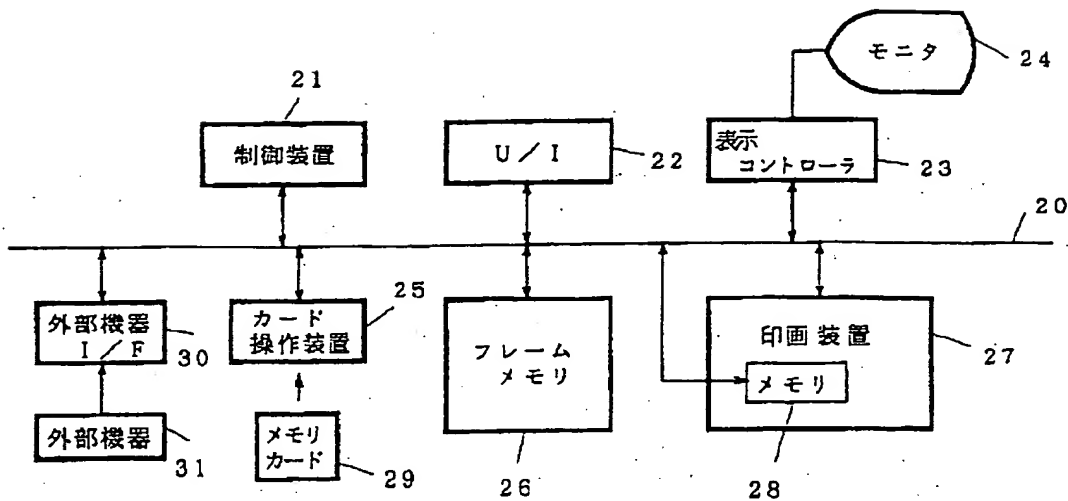 モニタ
24
21
制御装置
U/I
22
表示
コントローラ
23
20
外部機器
I/F
30
25
カード
操作装置
フレーム
メモリ
印画装置
メモリ
27
外部機器
31
メモリ
カード
29
26
28